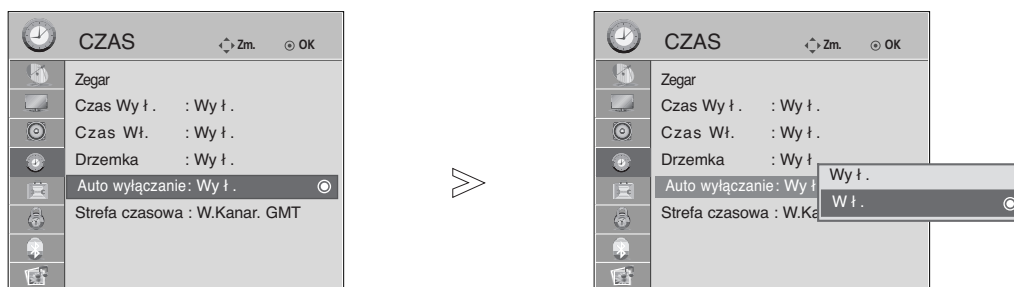 CZAS Zm. OK
Zegar
Czas Wył. : Wył.
Czas Wł. : Wył.
Drzemka : Wył.
Auto wyłączanie : Wył.
Strefa czasowa : W.Kanar. GMT
CZAS Zm. OK
Zegar
Czas Wył. : Wył.
Czas Wł. : Wył.
Drzemka : Wył
Auto wyłączanie : Wył
Strefa czasowa : W.Ka
Wył.
Wł.